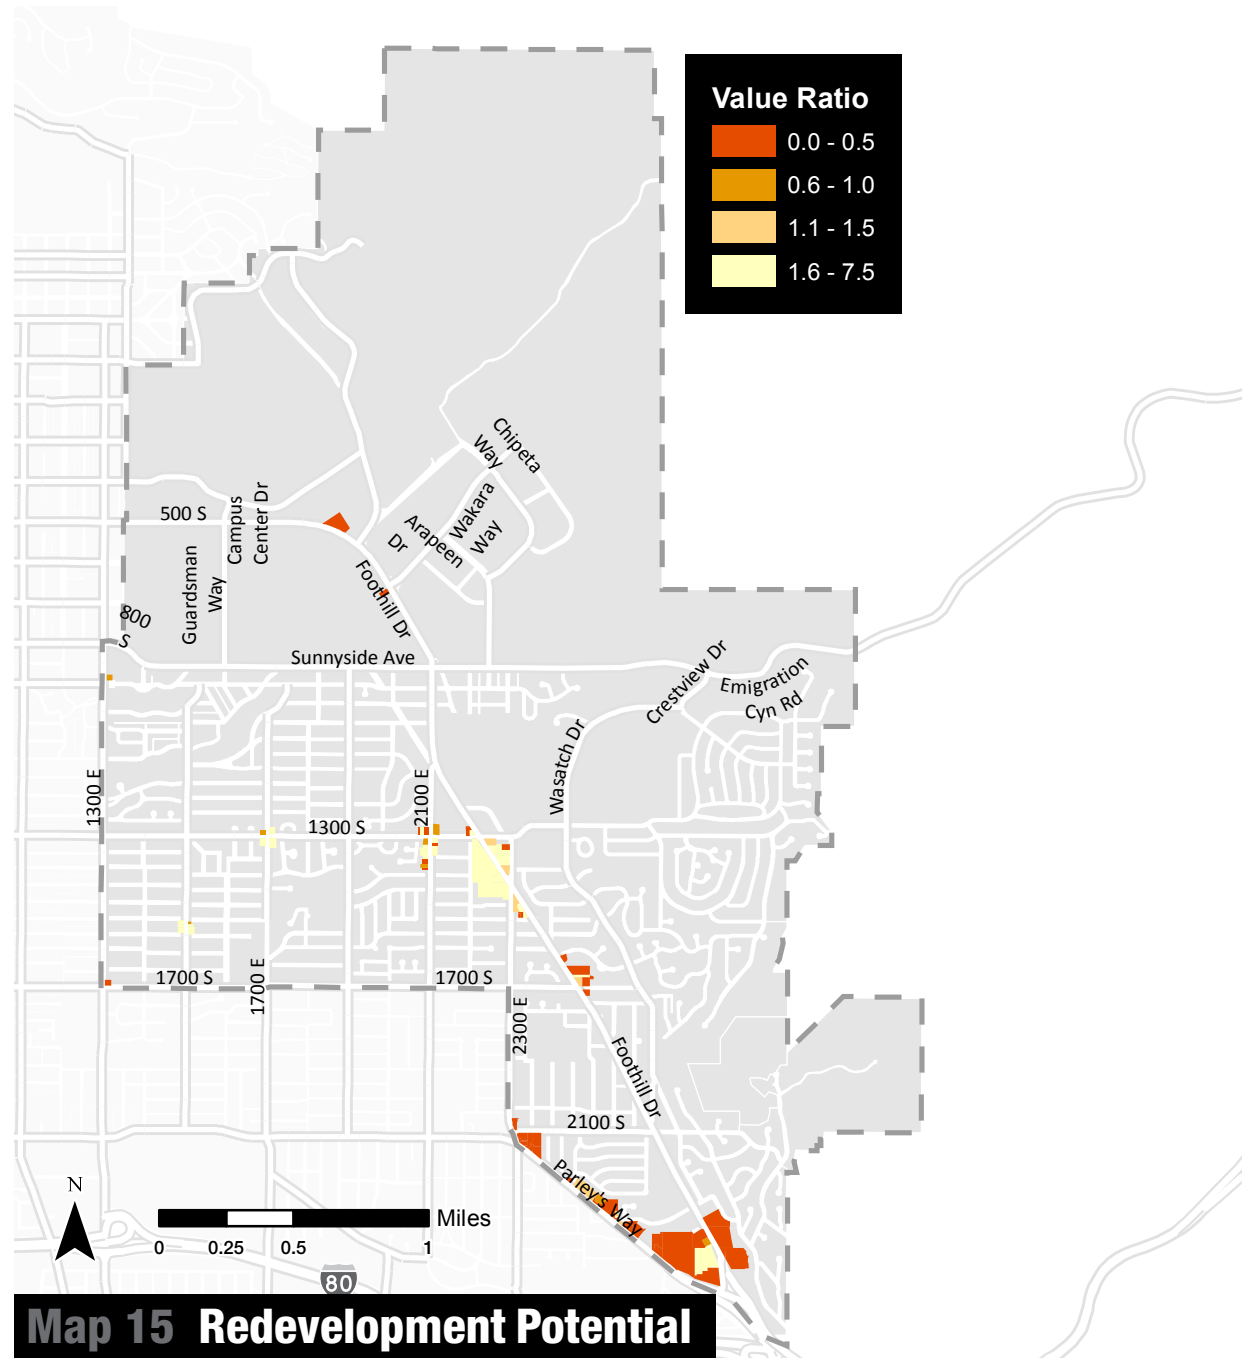 Value Ratio
0.0 - 0.5
0.6 - 1.0
1.1 - 1.5
1.6 - 7.5
Chipeta
Way
Wakara
Way
Arapeen
Dr
500 S
Campus
Center Dr
Guardsman
Way
Foothill Dr
800
S
Sunnyside Ave
Crestview Dr
Emigration
Cyn Rd
Wasatch Dr
1300 E
2100 E
1300 S
1700 S
1700 E
1700 S
2300 E
Foothill Dr
2100 S
Parley's Way
N
Miles
0 0.25 0.5 1
80
Map 15 Redevelopment Potential